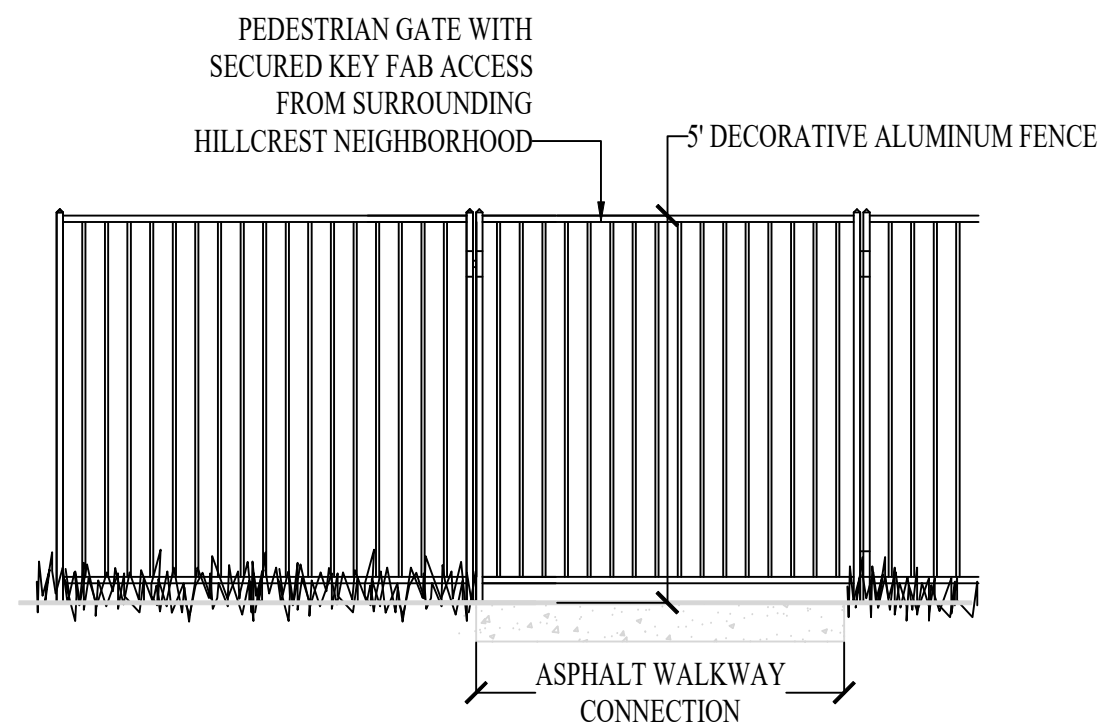 PEDESTRIAN GATE WITH
SECURED KEY FAB ACCESS
FROM SURROUNDING
HILLCREST NEIGHBORHOOD
5' DECORATIVE ALUMINUM FENCE
ASPHALT WALKWAY
CONNECTION